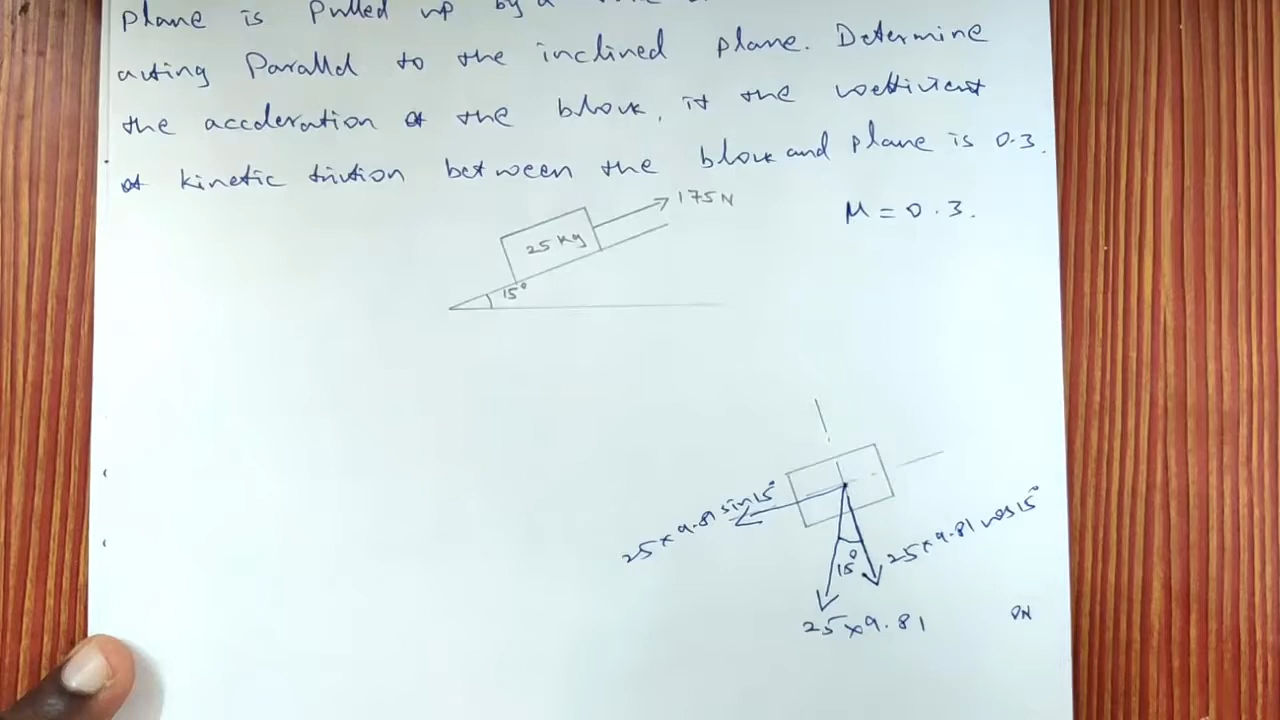 plane is pulled up by a
acting Parallel to the inclined plane. Determine
the acceleration of the block, if the coefficient
of kinetic friction between the block and plane is 0.3.
175N
μ = 0.3.
25 Kg
15°
25×9.81 sin15°
25×9.81 cos15°
15°
25×9.81